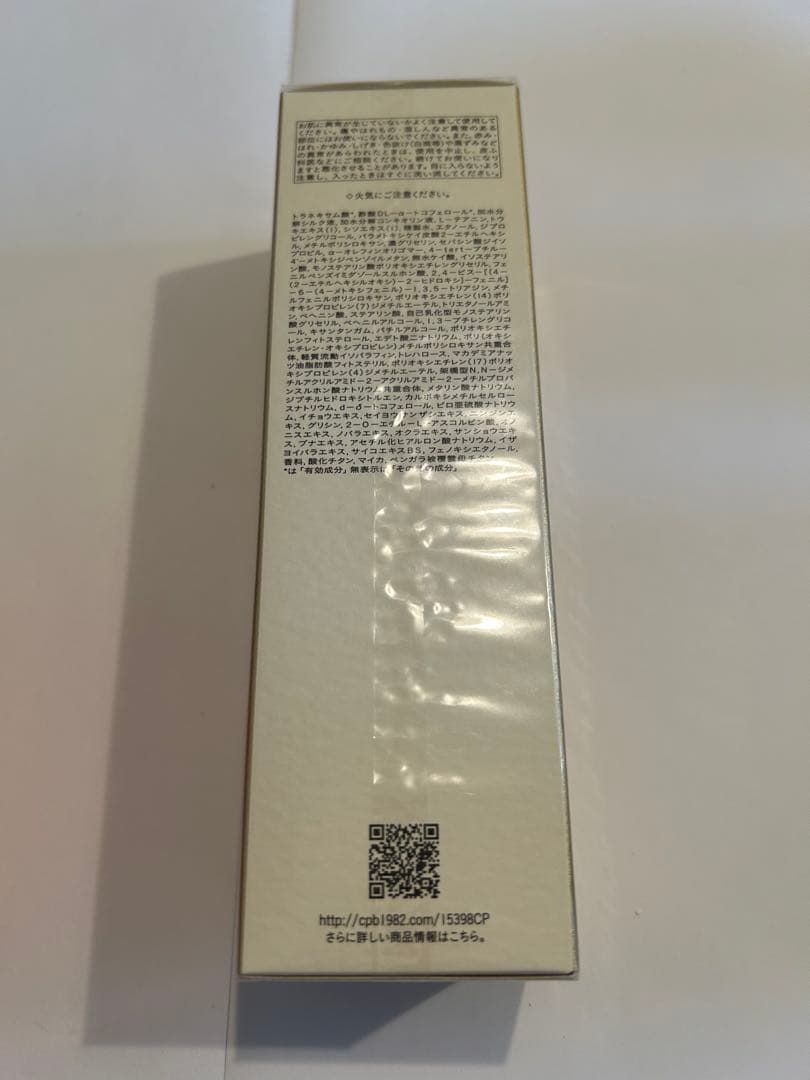 お肌に異常が生じていないかよく注意して使用して
ください。傷やはれもの・湿しんなど異常のある
部位にはお使いにならないでください。また、赤み・
はれ・かゆみ・しげき・色抜け(白斑等)や黒ずみなど
の異常があらわれたときは、使用を中止し、皮ふ
科医などにご相談ください。続けてお使いになり
ますと悪化させることがあります。目に入らないよう
注意し、入ったときはすぐに洗い流してください。
◇火気にご注意ください。
トラネキサム酸*,酢酸DL-α-トコフェロール*,加水分
解シルク液,加水分解コンキオリン液,L-テアニン,トウ
キエキス(1),シソエキス(1),精製水,エタノール,ジプロ
ピレングリコール,パラメトキシケイ皮酸2-エチルヘキシ
ル,メチルポリシロキサン,濃グリセリン,セバシン酸ジイソ
プロピル,α-オレフィンオリゴマー,4-tert-ブチル-
4'-メトキシジベンゾイルメタン,無水ケイ酸,イソステアリ
ン酸,モノステアリン酸ポリオキシエチレングリセリル,フェ
ニルベンズイミダゾールスルホン酸,2,4-ビス-[{4-
(2-エチルヘキシルオキシ)-2-ヒドロキシ}-フェニル]
-6-(4-メトキシフェニル)-1,3,5-トリアジン,メチ
ルフェニルポリシロキサン,ポリオキシエチレン(14)ポリ
オキシプロピレン(7)ジメチルエーテル,トリエタノールアミ
ン,ベヘニン酸,ステアリン酸,自己乳化型モノステアリン
酸グリセリル,ベヘニルアルコール,1,3-ブチレングリコ
ール,キサンタンガム,バチルアルコール,ポリオキシエチ
レンフィトステロール,エデト酸二ナトリウム,ポリ(オキシ
エチレン・オキシプロピレン)メチルポリシロキサン共重合
体,軽質流動イソパラフィン,トレハロース,マカデミアナッ
ツ油脂肪酸フィトステリル,ポリオキシエチレン(17)ポリオ
キシプロピレン(4)ジメチルエーテル,架橋型N,N-ジメ
チルアクリルアミド-2-アクリルアミド-2-メチルプロパ
ンスルホン酸ナトリウム共重合体,メタリン酸ナトリウム,
ジブチルヒドロキシトルエン,カルボキシメチルセルロー
スナトリウム,d-δ-トコフェロール,ピロ亜硫酸ナトリウ
ム,イチョウエキス,セイヨウサンザシエキス,ニンジンエ
キス,グリシン,2-O-エチル-L-アスコルビン酸,オノ
ニスエキス,ノバラエキス,オクラエキス,サンショウエキ
ス,ブナエキス,アセチル化ヒアルロン酸ナトリウム,イザ
ヨイバラエキス,サイコエキスBS,フェノキシエタノール,
香料,酸化チタン,マイカ,ベンガラ被覆雲母チタン
*は「有効成分」無表示は「その他の成分」
http://cpb1982.com/15398CP
さらに詳しい商品情報はこちら。